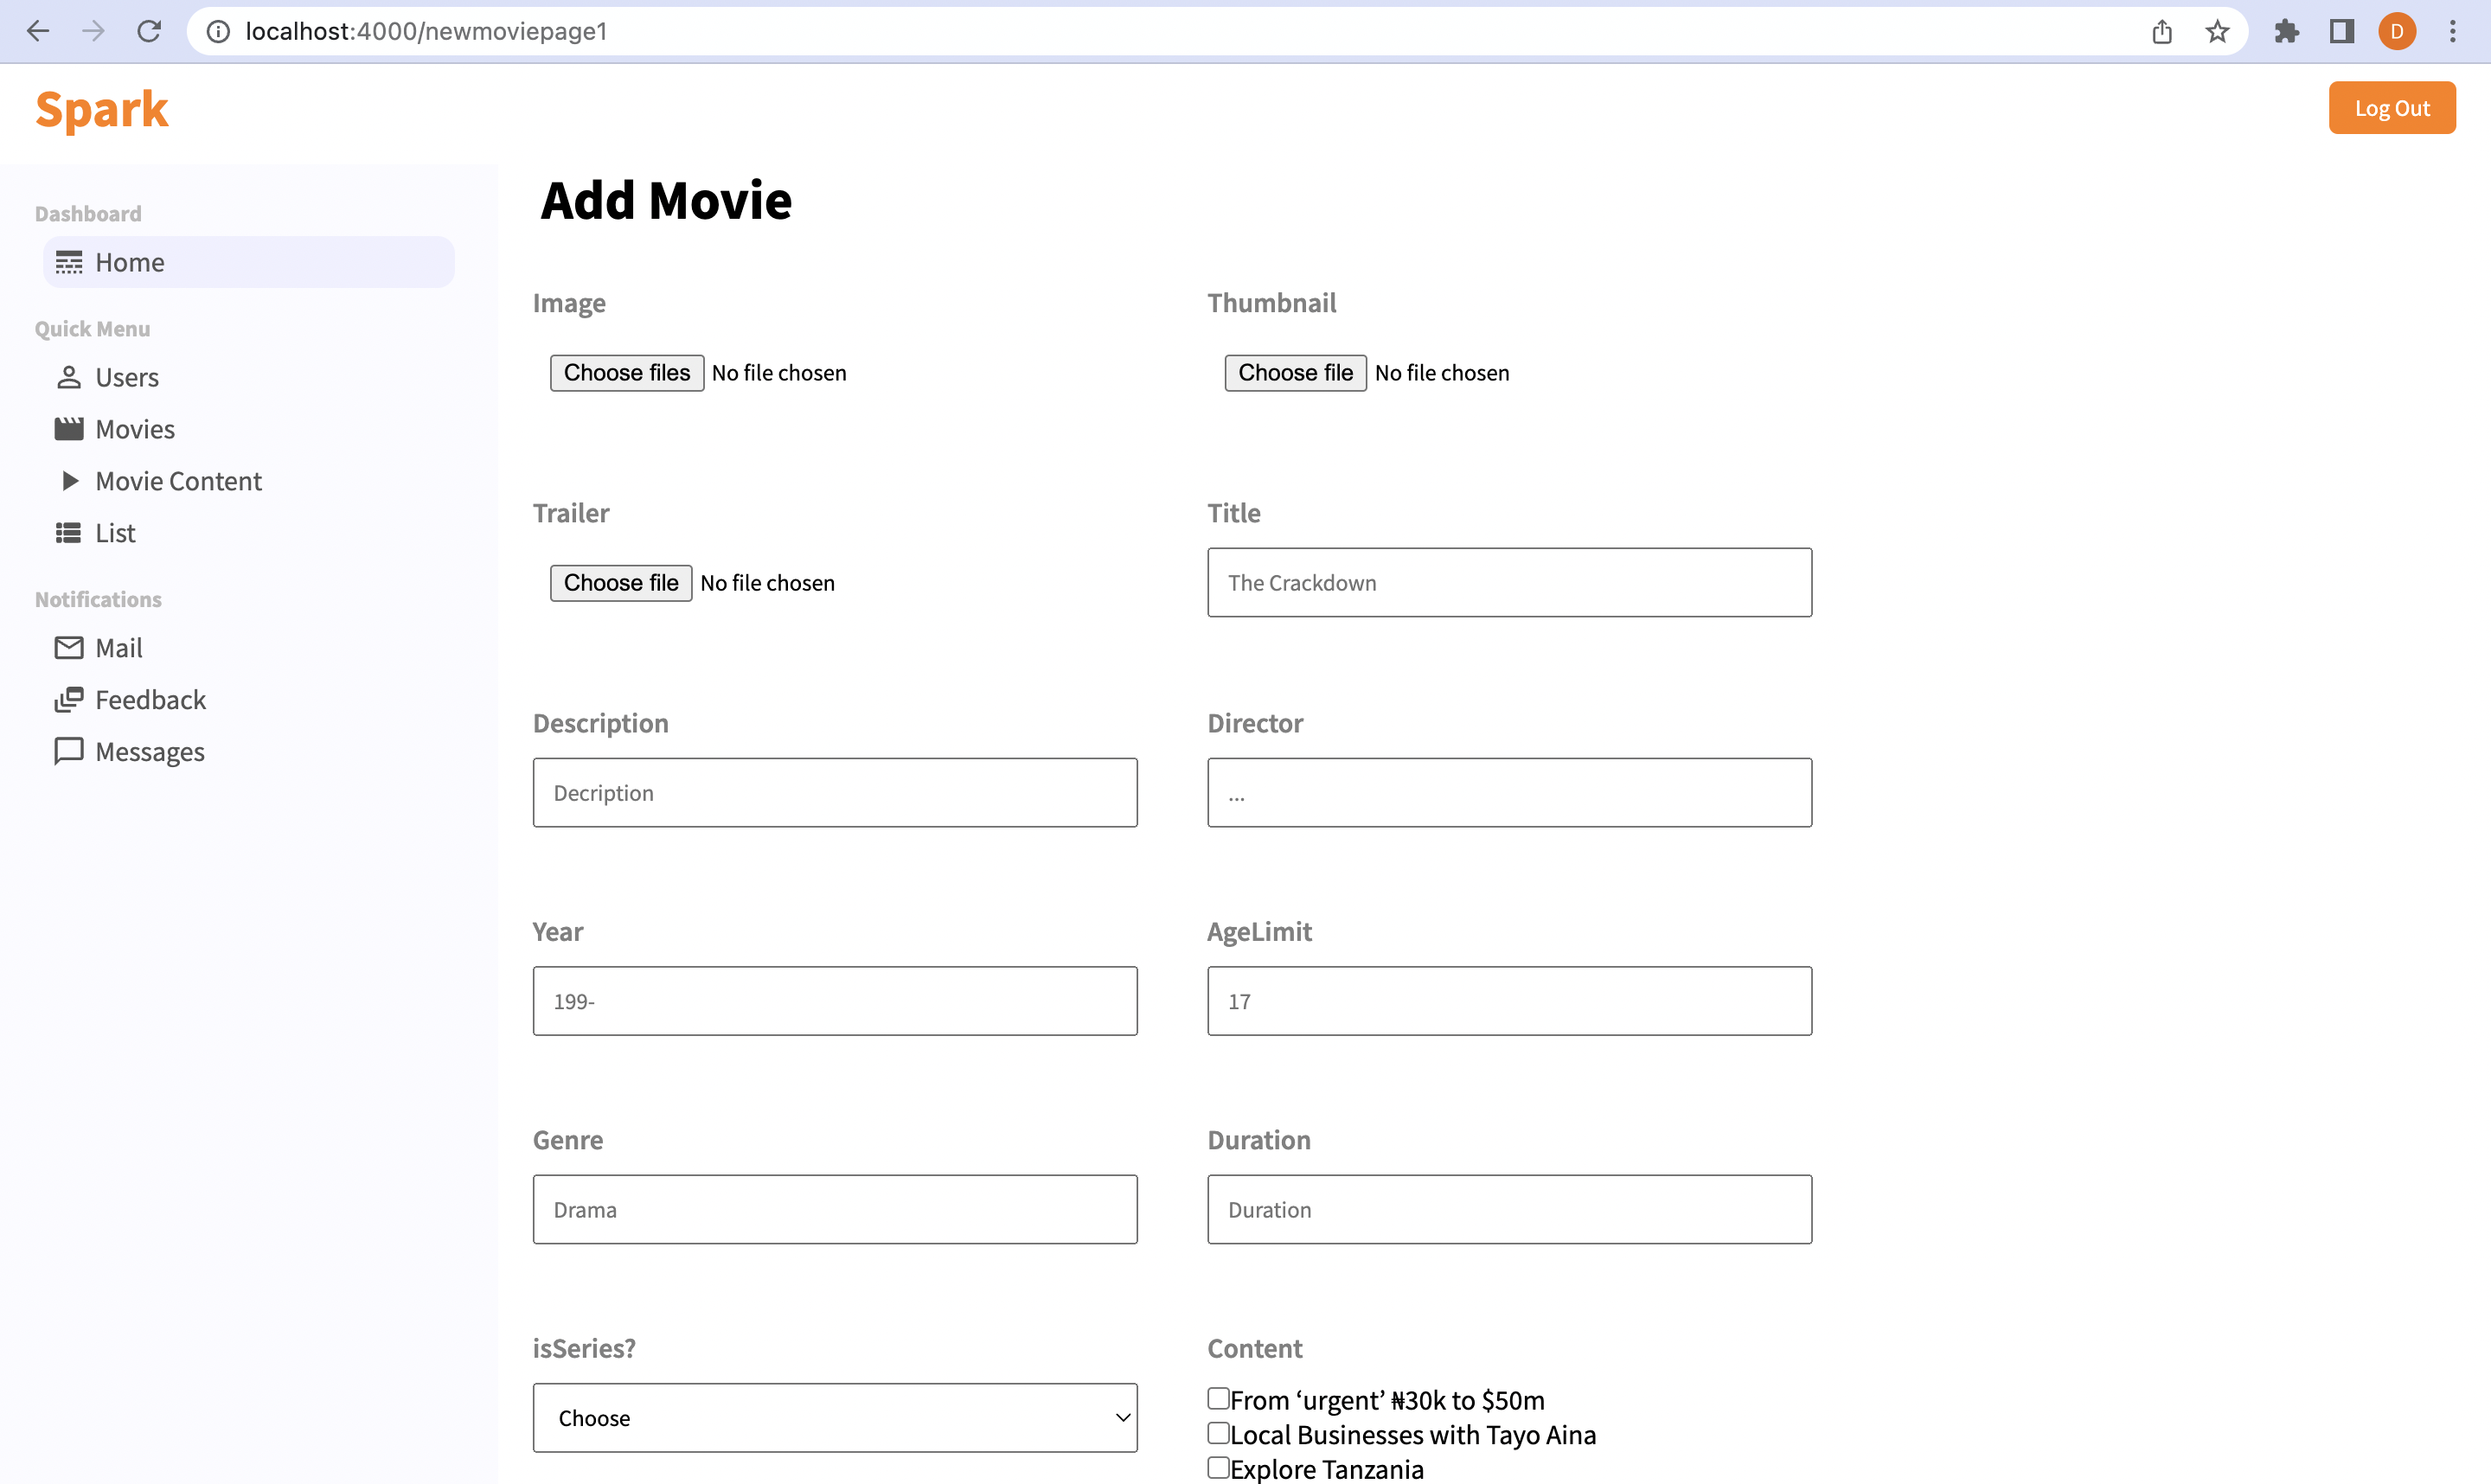 localhost:4000/newmoviepage1
D
Spark
Log Out
Dashboard
Home
Quick Menu
Users
Movies
Movie Content
List
Notifications
Mail
Feedback
Messages
Add Movie
Image
Choose files No file chosen
Thumbnail
Choose file No file chosen
Trailer
Choose file No file chosen
Title
The Crackdown
Description
Decription
Director
...
Year
199-
AgeLimit
17
Genre
Drama
Duration
Duration
isSeries?
Choose
Content
From ‘urgent’ ₦30k to $50m
Local Businesses with Tayo Aina
Explore Tanzania